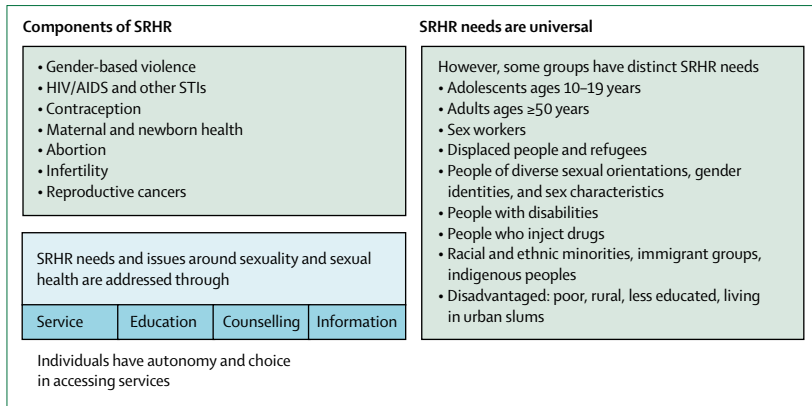 Components of SRHR
• Gender-based violence
• HIV/AIDS and other STIs
• Contraception
• Maternal and newborn health
• Abortion
• Infertility
• Reproductive cancers
SRHR needs and issues around sexuality and sexual
health are addressed through
Service
Education
Counselling
Information
Individuals have autonomy and choice
in accessing services
SRHR needs are universal
However, some groups have distinct SRHR needs
• Adolescents ages 10–19 years
• Adults ages ≥50 years
• Sex workers
• Displaced people and refugees
• People of diverse sexual orientations, gender
identities, and sex characteristics
• People with disabilities
• People who inject drugs
• Racial and ethnic minorities, immigrant groups,
indigenous peoples
• Disadvantaged: poor, rural, less educated, living
in urban slums